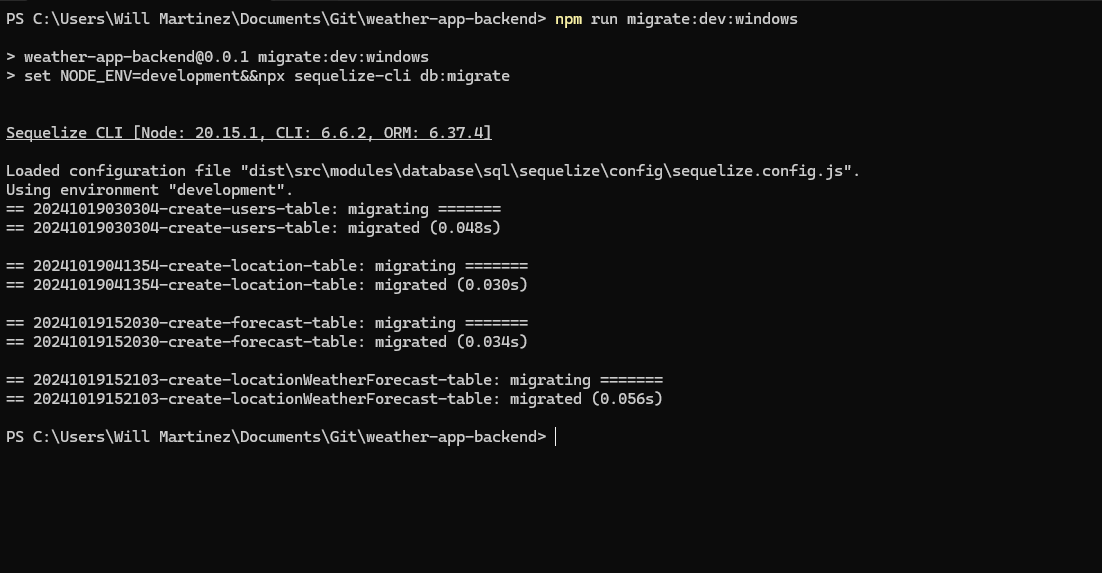 PS C:\Users\Will Martinez\Documents\Git\weather-app-backend> npm run migrate:dev:windows
> weather-app-backend@0.0.1 migrate:dev:windows
> set NODE_ENV=development&&npx sequelize-cli db:migrate
Sequelize CLI [Node: 20.15.1, CLI: 6.6.2, ORM: 6.37.4]
Loaded configuration file "dist\src\modules\database\sql\sequelize\config\sequelize.config.js".
Using environment "development".
== 20241019030304-create-users-table: migrating =======
== 20241019030304-create-users-table: migrated (0.048s)
== 20241019041354-create-location-table: migrating =======
== 20241019041354-create-location-table: migrated (0.030s)
== 20241019152030-create-forecast-table: migrating =======
== 20241019152030-create-forecast-table: migrated (0.034s)
== 20241019152103-create-locationWeatherForecast-table: migrating =======
== 20241019152103-create-locationWeatherForecast-table: migrated (0.056s)
PS C:\Users\Will Martinez\Documents\Git\weather-app-backend>